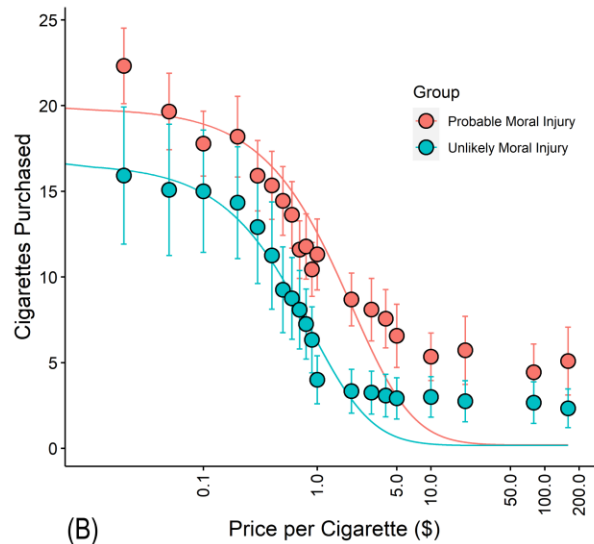 25
20
15
10
5
0
Cigarettes Purchased
Group
Probable Moral Injury
Unlikely Moral Injury
0.1
1.0
5.0
10.0
50.0
100.0
200.0
(B)
Price per Cigarette ($)